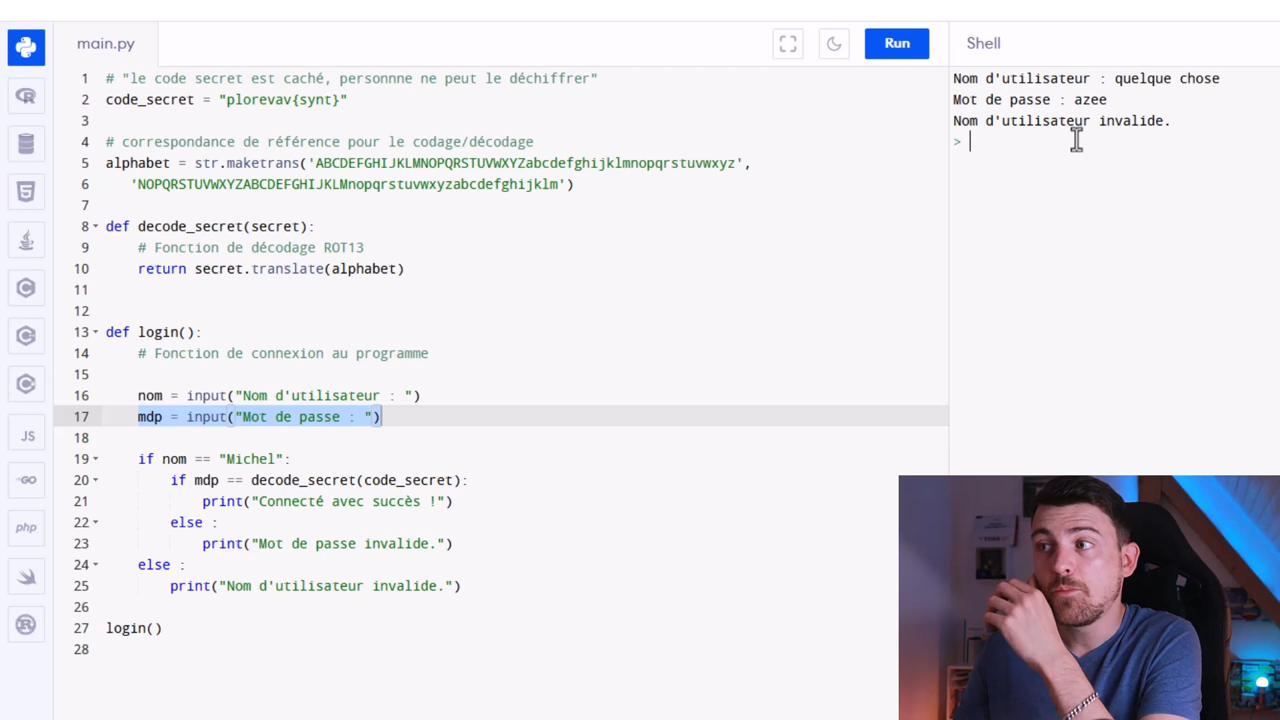 main.py
Run
Shell
1 # "le code secret est caché, personnne ne peut le déchiffrer"
2 code_secret = "plorevav{synt}"
3
4 # correspondance de référence pour le codage/décodage
5 alphabet = str.maketrans('ABCDEFGHIJKLMNOPQRSTUVWXYZabcdefghijklmnopqrstuvwxyz',
6 'NOPQRSTUVWXYZABCDEFGHIJKLMnopqrstuvwxyzabcdefghijklm')
7
8 def decode_secret(secret):
9 # Fonction de décodage ROT13
10 return secret.translate(alphabet)
11
12
13 def login():
14 # Fonction de connexion au programme
15
16 nom = input("Nom d'utilisateur : ")
17 mdp = input("Mot de passe : ")
18
19 if nom == "Michel":
20 if mdp == decode_secret(code_secret):
21 print("Connecté avec succès !")
22 else :
23 print("Mot de passe invalide.")
24 else :
25 print("Nom d'utilisateur invalide.")
26
27 login()
28
Nom d'utilisateur : quelque chose
Mot de passe : azee
Nom d'utilisateur invalide.
>
JS
GO
php